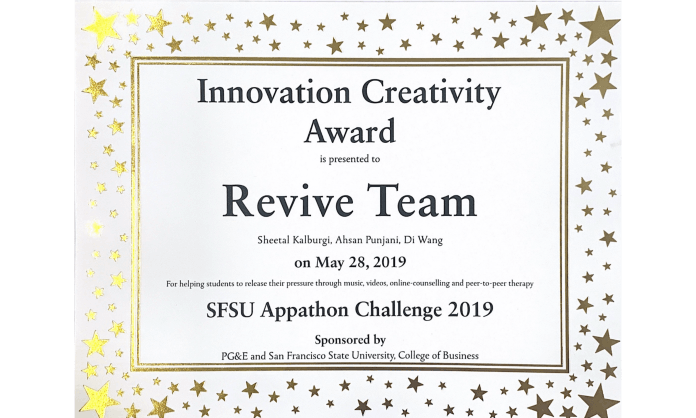 Innovation Creativity
Award
is presented to
Revive Team
Sheetal Kalburgi, Ahsan Punjani, Di Wang
on May 28, 2019
For helping students to release their pressure through music, videos, online-counselling and peer-to-peer therapy
SFSU Appathon Challenge 2019
Sponsored by
PG&E and San Francisco State University, College of Business